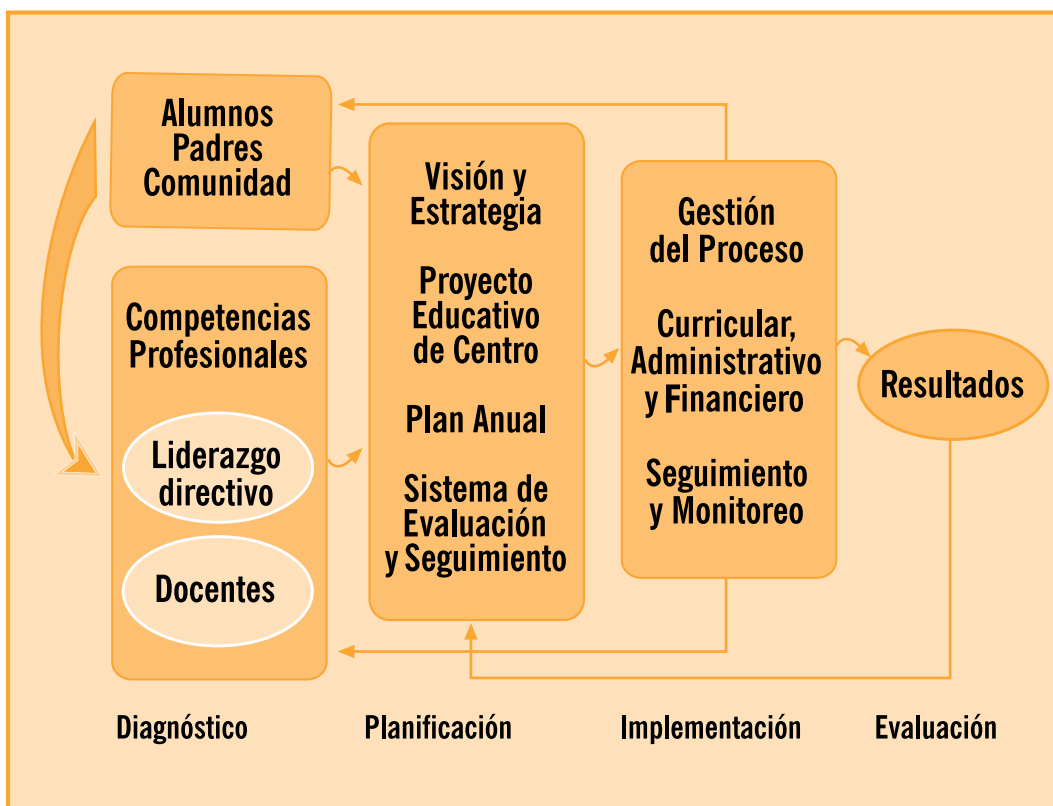 Alumnos
Padres
Comunidad
Competencias
Profesionales
Liderazgo
directivo
Docentes
Visión y
Estrategia
Proyecto
Educativo
de Centro
Plan Anual
Sistema de
Evaluación
y Seguimiento
Gestión
del Proceso
Curricular,
Administrativo
y Financiero
Seguimiento
y Monitoreo
Resultados
Diagnóstico
Planificación
Implementación
Evaluación